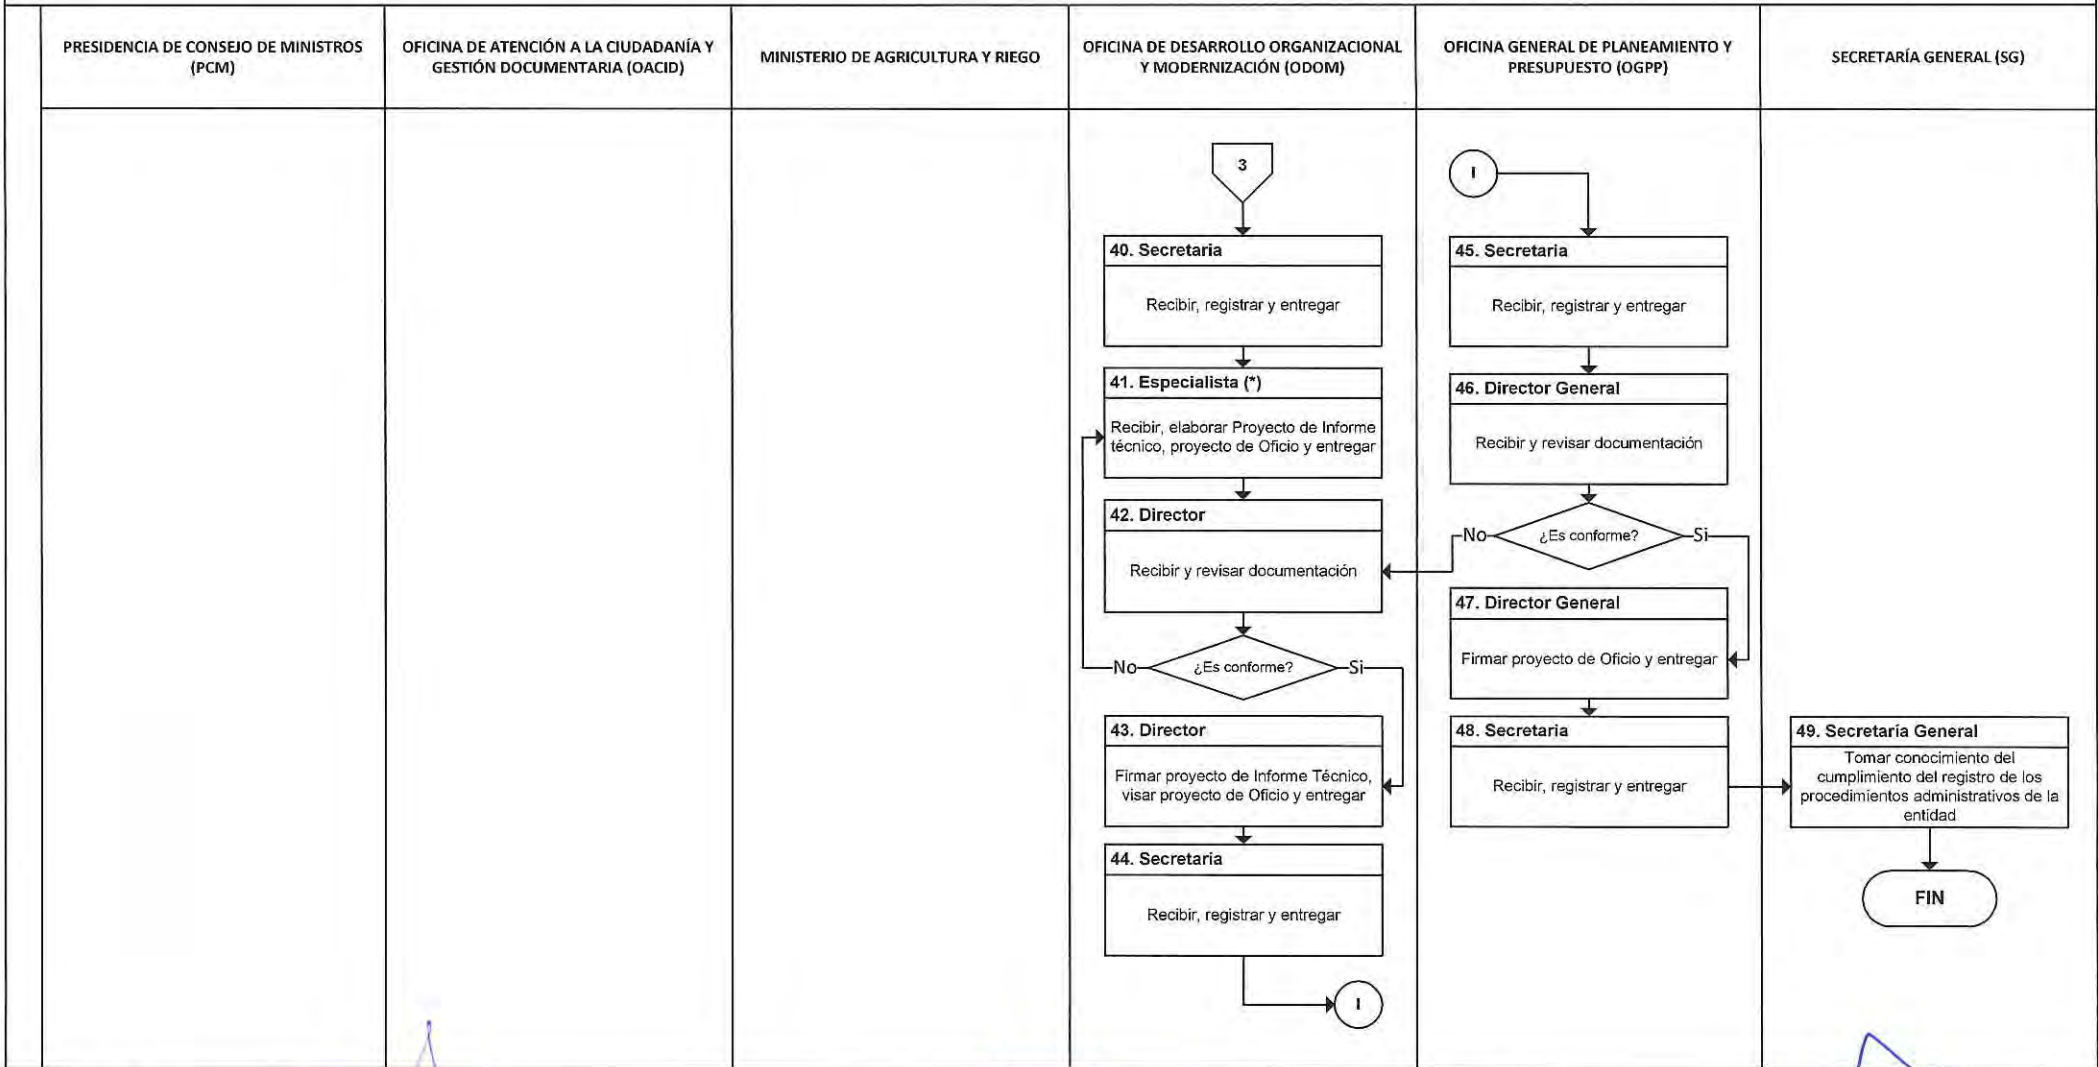 PRESIDENCIA DE CONSEJO DE MINISTROS
(PCM)
OFICINA DE ATENCIÓN A LA CIUDADANÍA Y
GESTIÓN DOCUMENTARIA (OACID)
MINISTERIO DE AGRICULTURA Y RIEGO
OFICINA DE DESARROLLO ORGANIZACIONAL
Y MODERNIZACIÓN (ODOM)
OFICINA GENERAL DE PLANEAMIENTO Y
PRESUPUESTO (OGPP)
SECRETARÍA GENERAL (SG)
3
40. Secretaria
Recibir, registrar y entregar
41. Especialista (*)
Recibir, elaborar Proyecto de Informe
técnico, proyecto de Oficio y entregar
42. Director
Recibir y revisar documentación
¿Es conforme?
No
Si
43. Director
Firmar proyecto de Informe Técnico,
visar proyecto de Oficio y entregar
44. Secretaria
Recibir, registrar y entregar
I
I
45. Secretaria
Recibir, registrar y entregar
46. Director General
Recibir y revisar documentación
¿Es conforme?
No
Si
47. Director General
Firmar proyecto de Oficio y entregar
48. Secretaria
Recibir, registrar y entregar
49. Secretaría General
Tomar conocimiento del
cumplimiento del registro de los
procedimientos administrativos de la
entidad
FIN